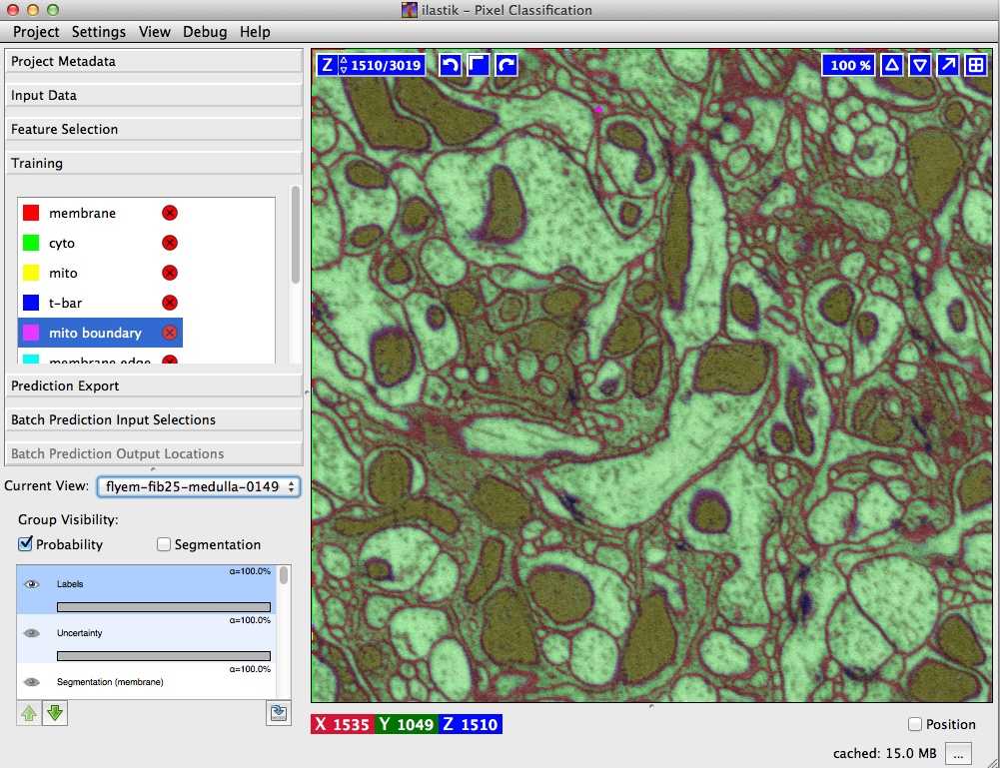 ilastik – Pixel Classification
Project Settings View Debug Help
Project Metadata
Input Data
Feature Selection
Training
membrane
cyto
mito
t-bar
mito boundary
membrane edge
Prediction Export
Batch Prediction Input Selections
Batch Prediction Output Locations
Current View: flyem-fib25-medulla-0149
Group Visibility:
Probability Segmentation
α=100.0%
Labels
α=100.0%
Uncertainty
α=100.0%
Segmentation (membrane)
Z 1510/3019 100 %
X 1535 Y 1049 Z 1510
Position
cached: 15.0 MB ...